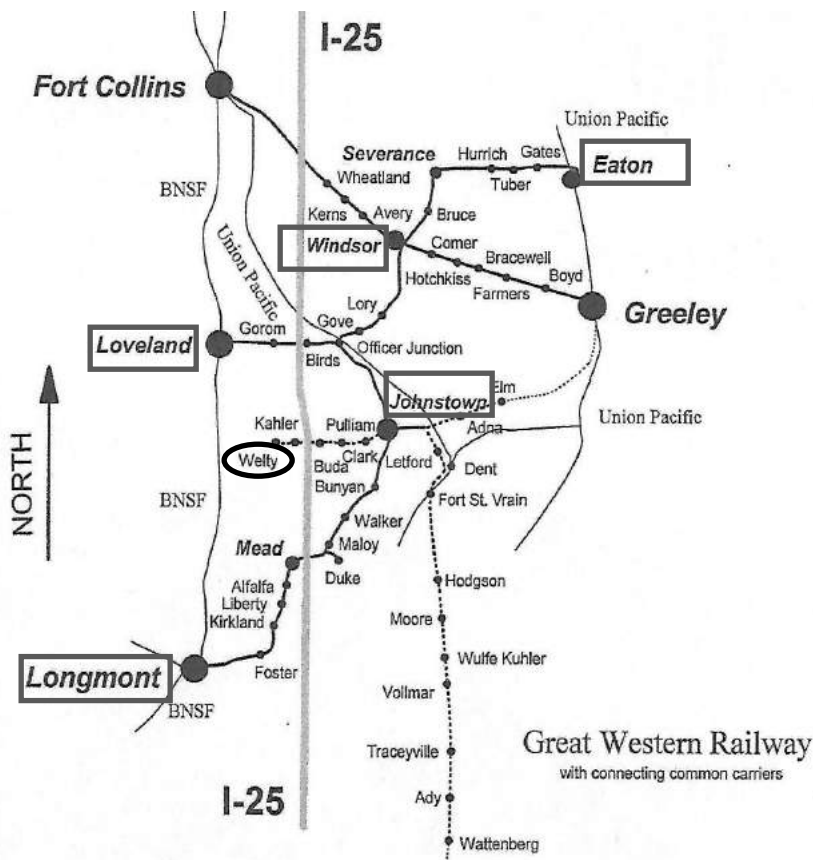 I-25
Fort Collins
Union Pacific
Severance
Hurrich
Gates
Eaton
BNSF
Wheatland
Tuber
Kerns
Avery
Bruce
Windsor
Comer
Bracewell
Union Pacific
Hotchkiss
Boyd
Farmers
Lory
Greeley
Gorom
Gove
Loveland
Officer Junction
Birds
Elm
Johnstown
Kahler
Pulliam
Adna
Union Pacific
Welty
Clark
Letford
Buda
Dent
Bunyan
BNSF
Fort St. Vrain
NORTH
Walker
Mead
Maloy
Duke
Hodgson
Alfalfa
Liberty
Kirkland
Moore
Wulfe Kuhler
Longmont
Foster
Vollmar
BNSF
Traceyville
Great Western Railway
with connecting common carriers
I-25
Ady
Wattenberg